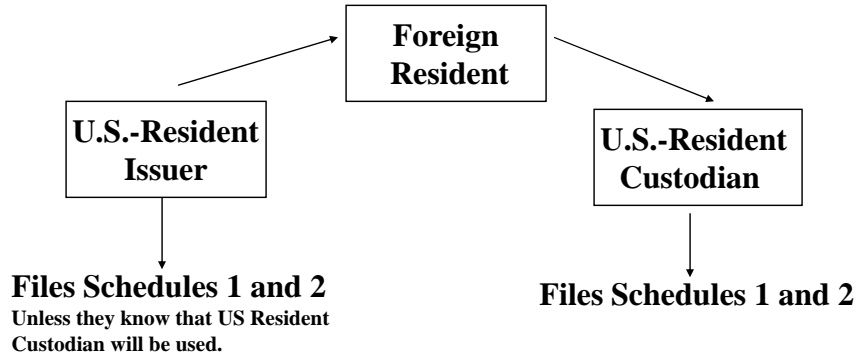 Foreign
Resident
U.S.-Resident
Issuer
U.S.-Resident
Custodian
Files Schedules 1 and 2
Unless they know that US Resident
Custodian will be used.
Files Schedules 1 and 2